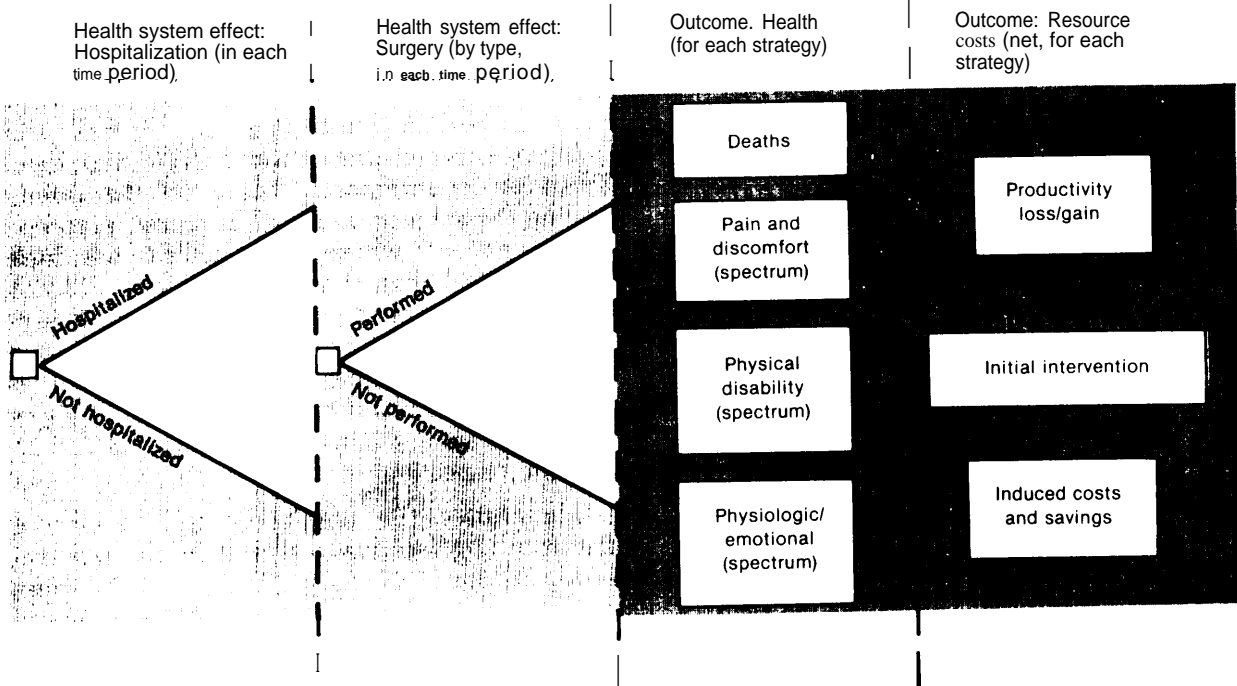 Health system effect:
Hospitalization (in each
time period)
Health system effect:
Surgery (by type,
in each time period)
Outcome. Health
(for each strategy)
Outcome: Resource
costs (net, for each
strategy)
Hospitalized
Not hospitalized
Performed
Not performed
Deaths
Pain and
discomfort
(spectrum)
Physical
disability
(spectrum)
Physiologic/
emotional
(spectrum)
Productivity
loss/gain
Initial intervention
Induced costs
and savings